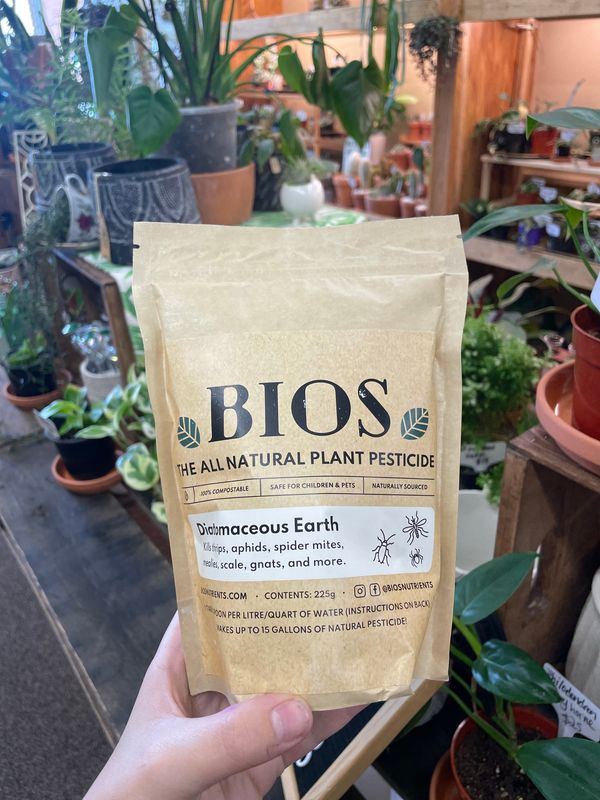 BIOS
THE ALL NATURAL PLANT PESTICIDE
100% COMPOSTABLE SAFE FOR CHILDREN & PETS NATURALLY SOURCED
Diatomaceous Earth
Kills thrips, aphids, spider mites,
mealies, scale, gnats, and more.
CONTENTS: 225g @BIOSNUTRIENTS
PER LITRE/QUART OF WATER (INSTRUCTIONS ON BACK)
MAKES UP TO 15 GALLONS OF NATURAL PESTICIDE!
Philodendron